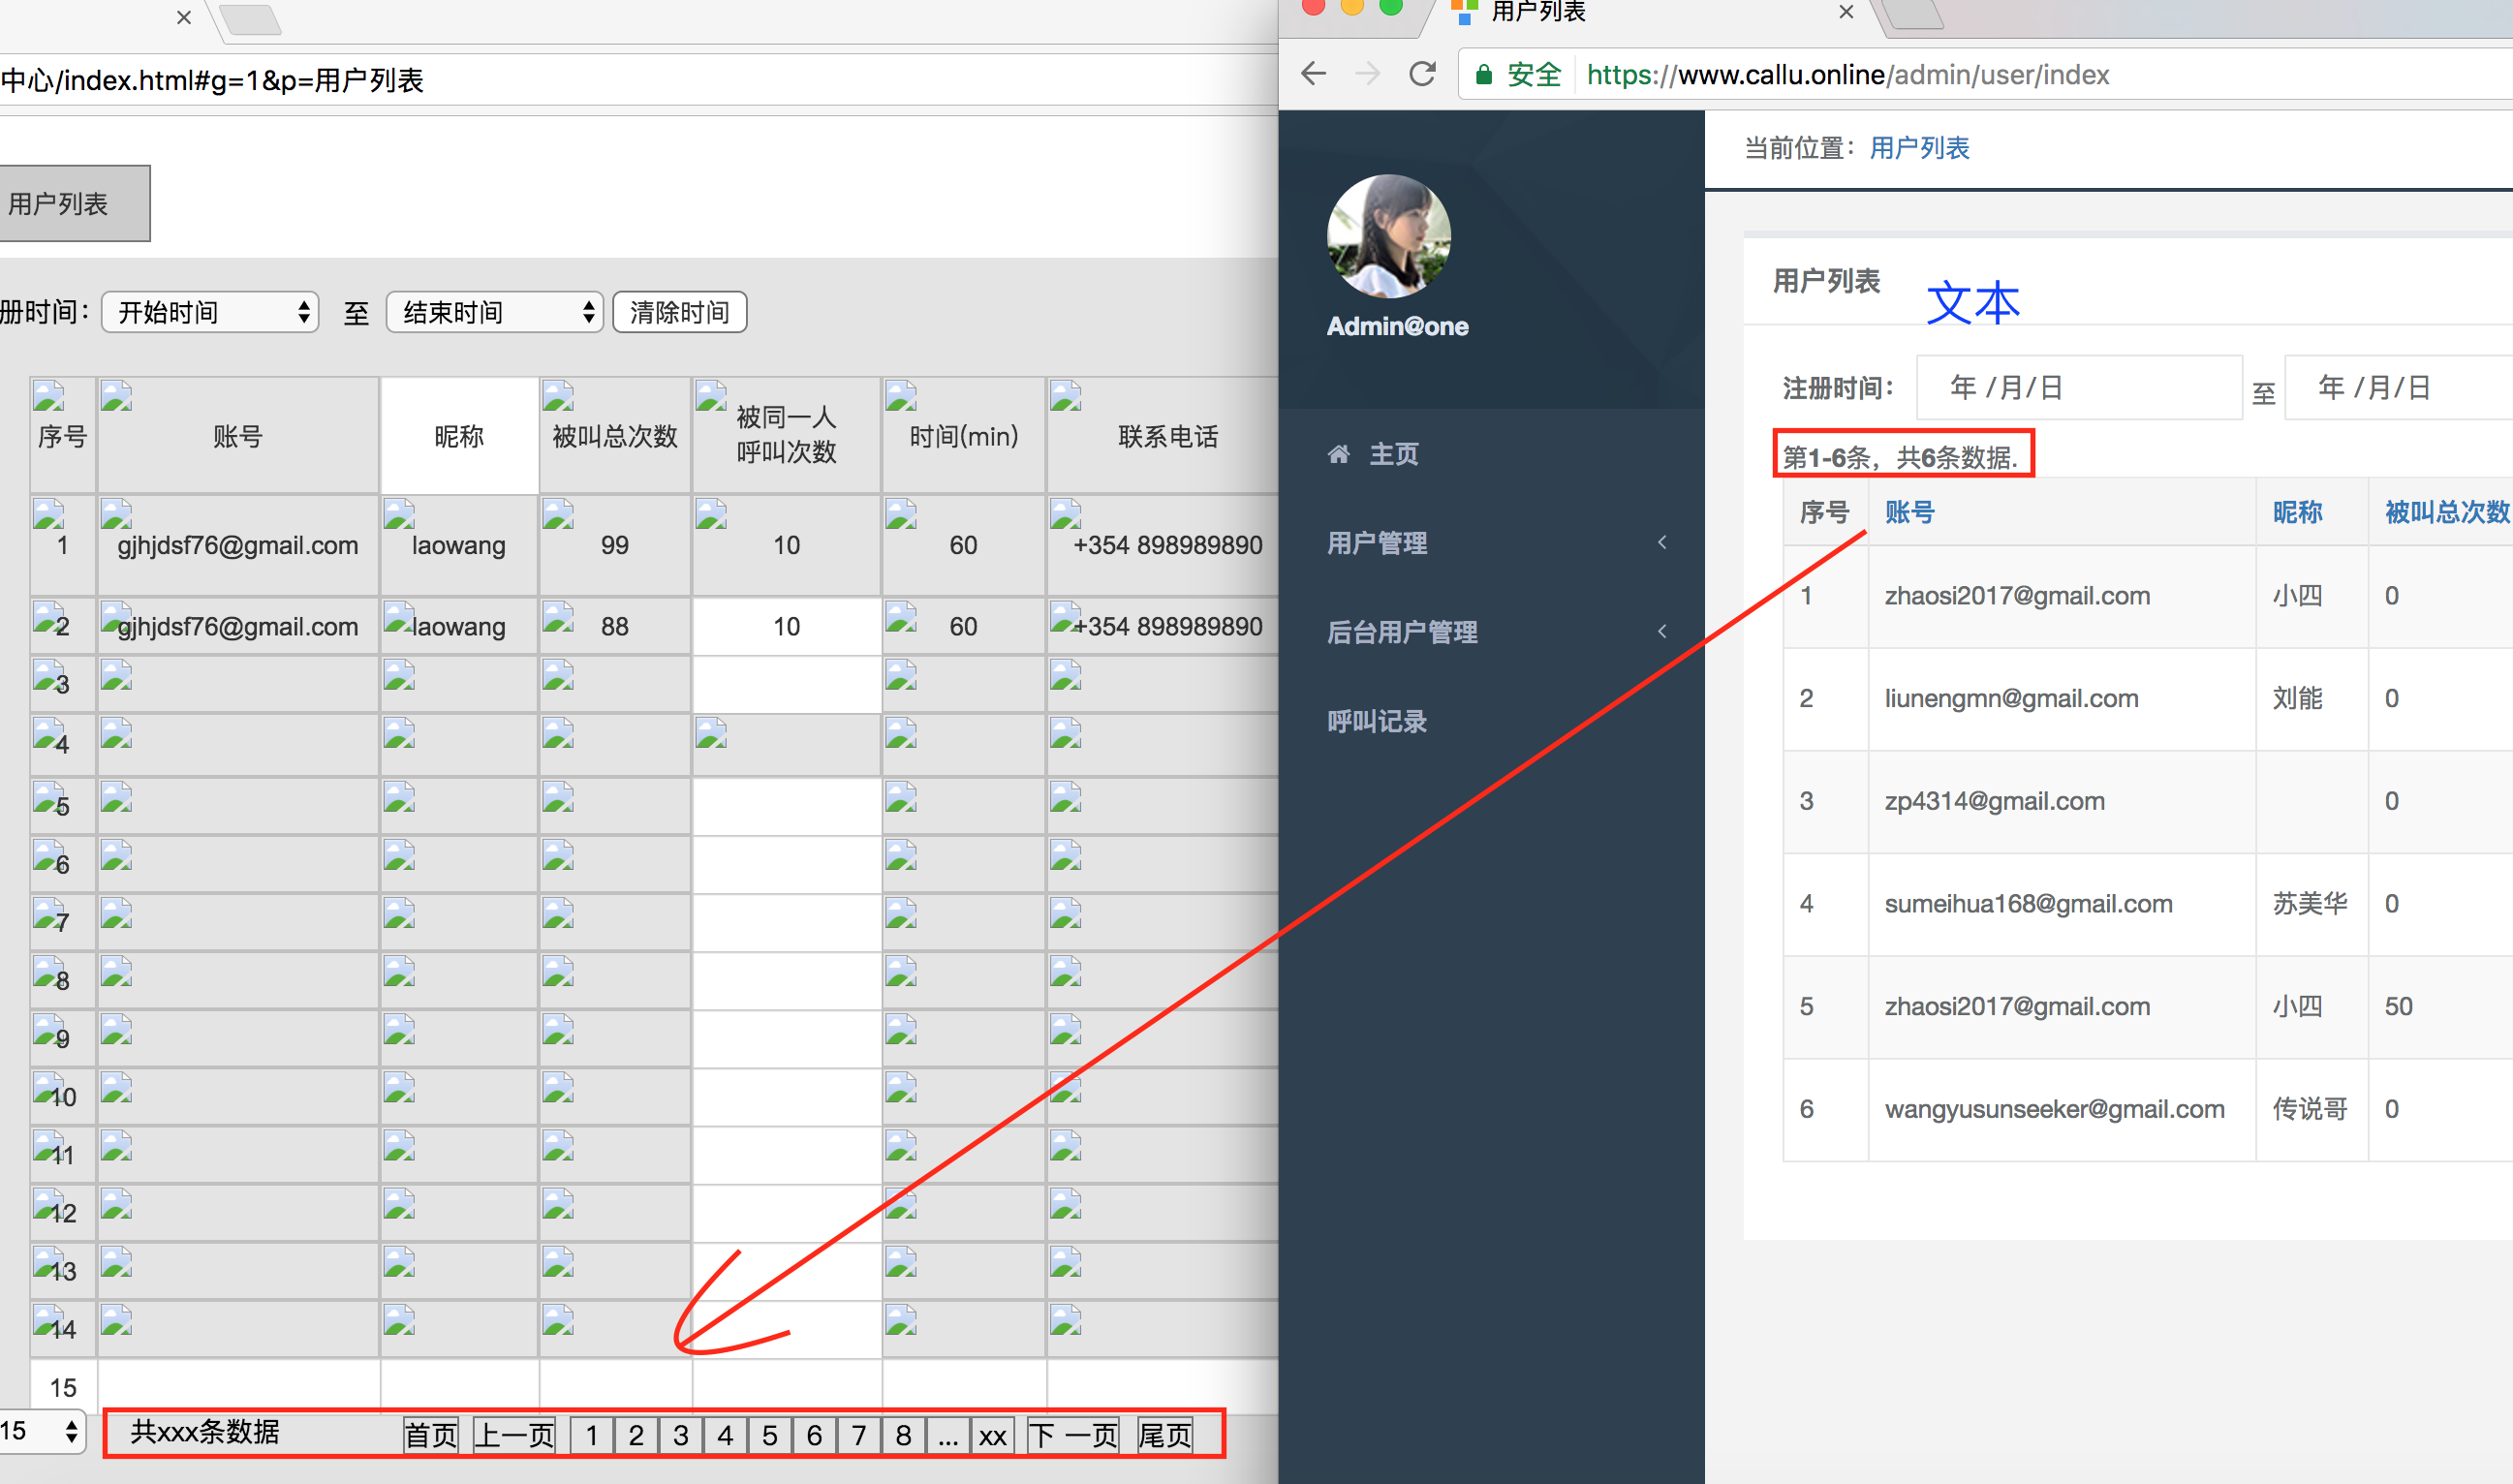 中心/index.html#g=1&p=用户列表
用户列表
册时间：
开始时间
至
结束时间
清除时间
序号 账号 昵称 被叫总次数 被同一人呼叫次数 时间(min) 联系电话
1 gjhjdsf76@gmail.com laowang 99 10 60 +354 898989890
2 gjhjdsf76@gmail.com laowang 88 10 60 +354 898989890
3
4
5
6
7
8
9
10
11
12
13
14
15
15 共xxx条数据 首页 上一页 1 2 3 4 5 6 7 8 ... xx 下 一页 尾页
用户列表
安全 https://www.callu.online/admin/user/index
Admin@one
主页
用户管理
后台用户管理
呼叫记录
当前位置：用户列表
用户列表
文本
注册时间： 年 /月/日 至 年 /月/日
第1-6条，共6条数据.
序号 账号 昵称 被叫总次数
1 zhaosi2017@gmail.com 小四 0
2 liunengmn@gmail.com 刘能 0
3 zp4314@gmail.com 0
4 sumeihua168@gmail.com 苏美华 0
5 zhaosi2017@gmail.com 小四 50
6 wangyusunseeker@gmail.com 传说哥 0